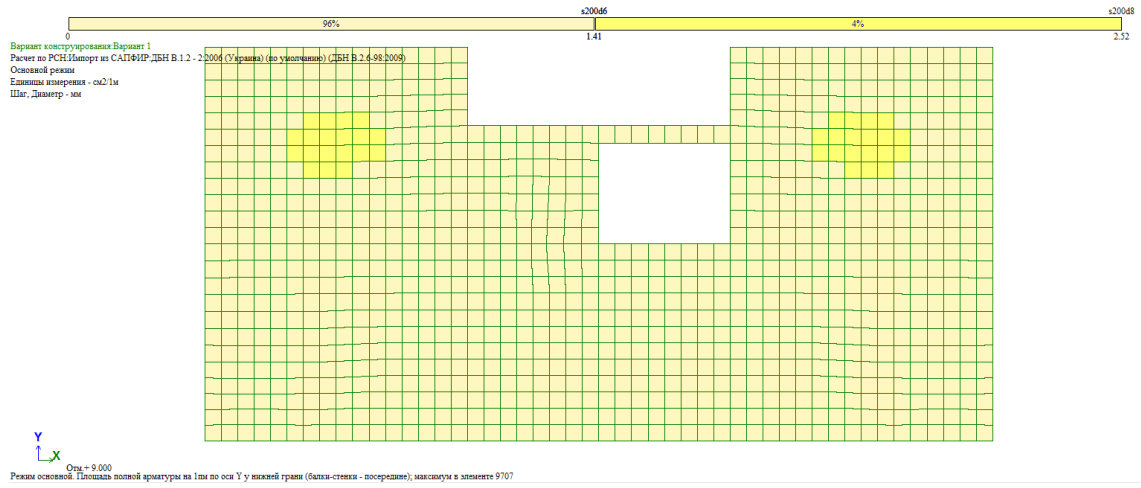 s200d6 s200d8
96% 4%
0 1.41 2.52
Вариант конструирования:Вариант 1
Расчет по РСН:Импорт из САПФИР:ДБН В.1.2 - 2:2006 (Украина) (по умолчанию) (ДБН В.2.6-98:2009)
Основной режим
Единицы измерения - см2/1м
Шаг, Диаметр - мм
Y
X
Отм.+ 9.000
Режим основной. Площадь полной арматуры на 1пм по оси Y у нижней грани (балки-стенки - посередине); максимум в элементе 9707